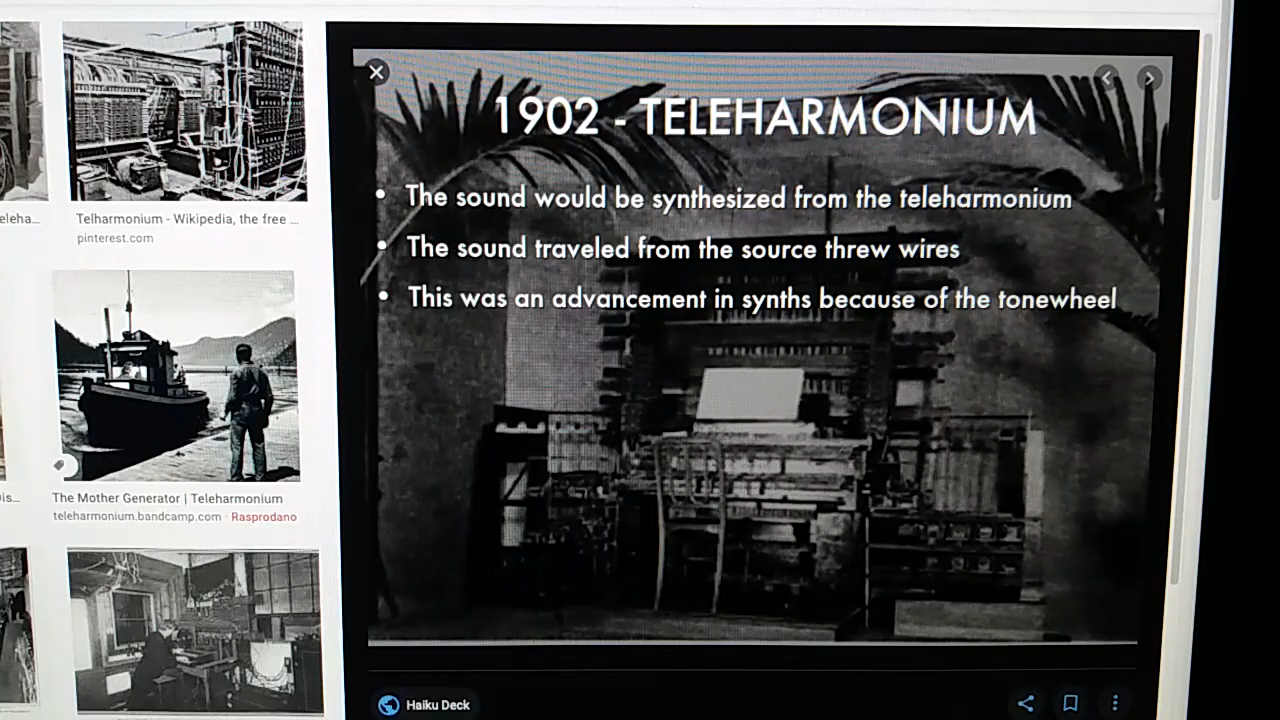 eleha...
Telharmonium - Wikipedia, the free ...
pinterest.com
The Mother Generator | Teleharmonium
teleharmonium.bandcamp.com · Rasprodano
1902 - TELEHARMONIUM
• The sound would be synthesized from the teleharmonium
• The sound traveled from the source threw wires
• This was an advancement in synths because of the tonewheel
Haiku Deck